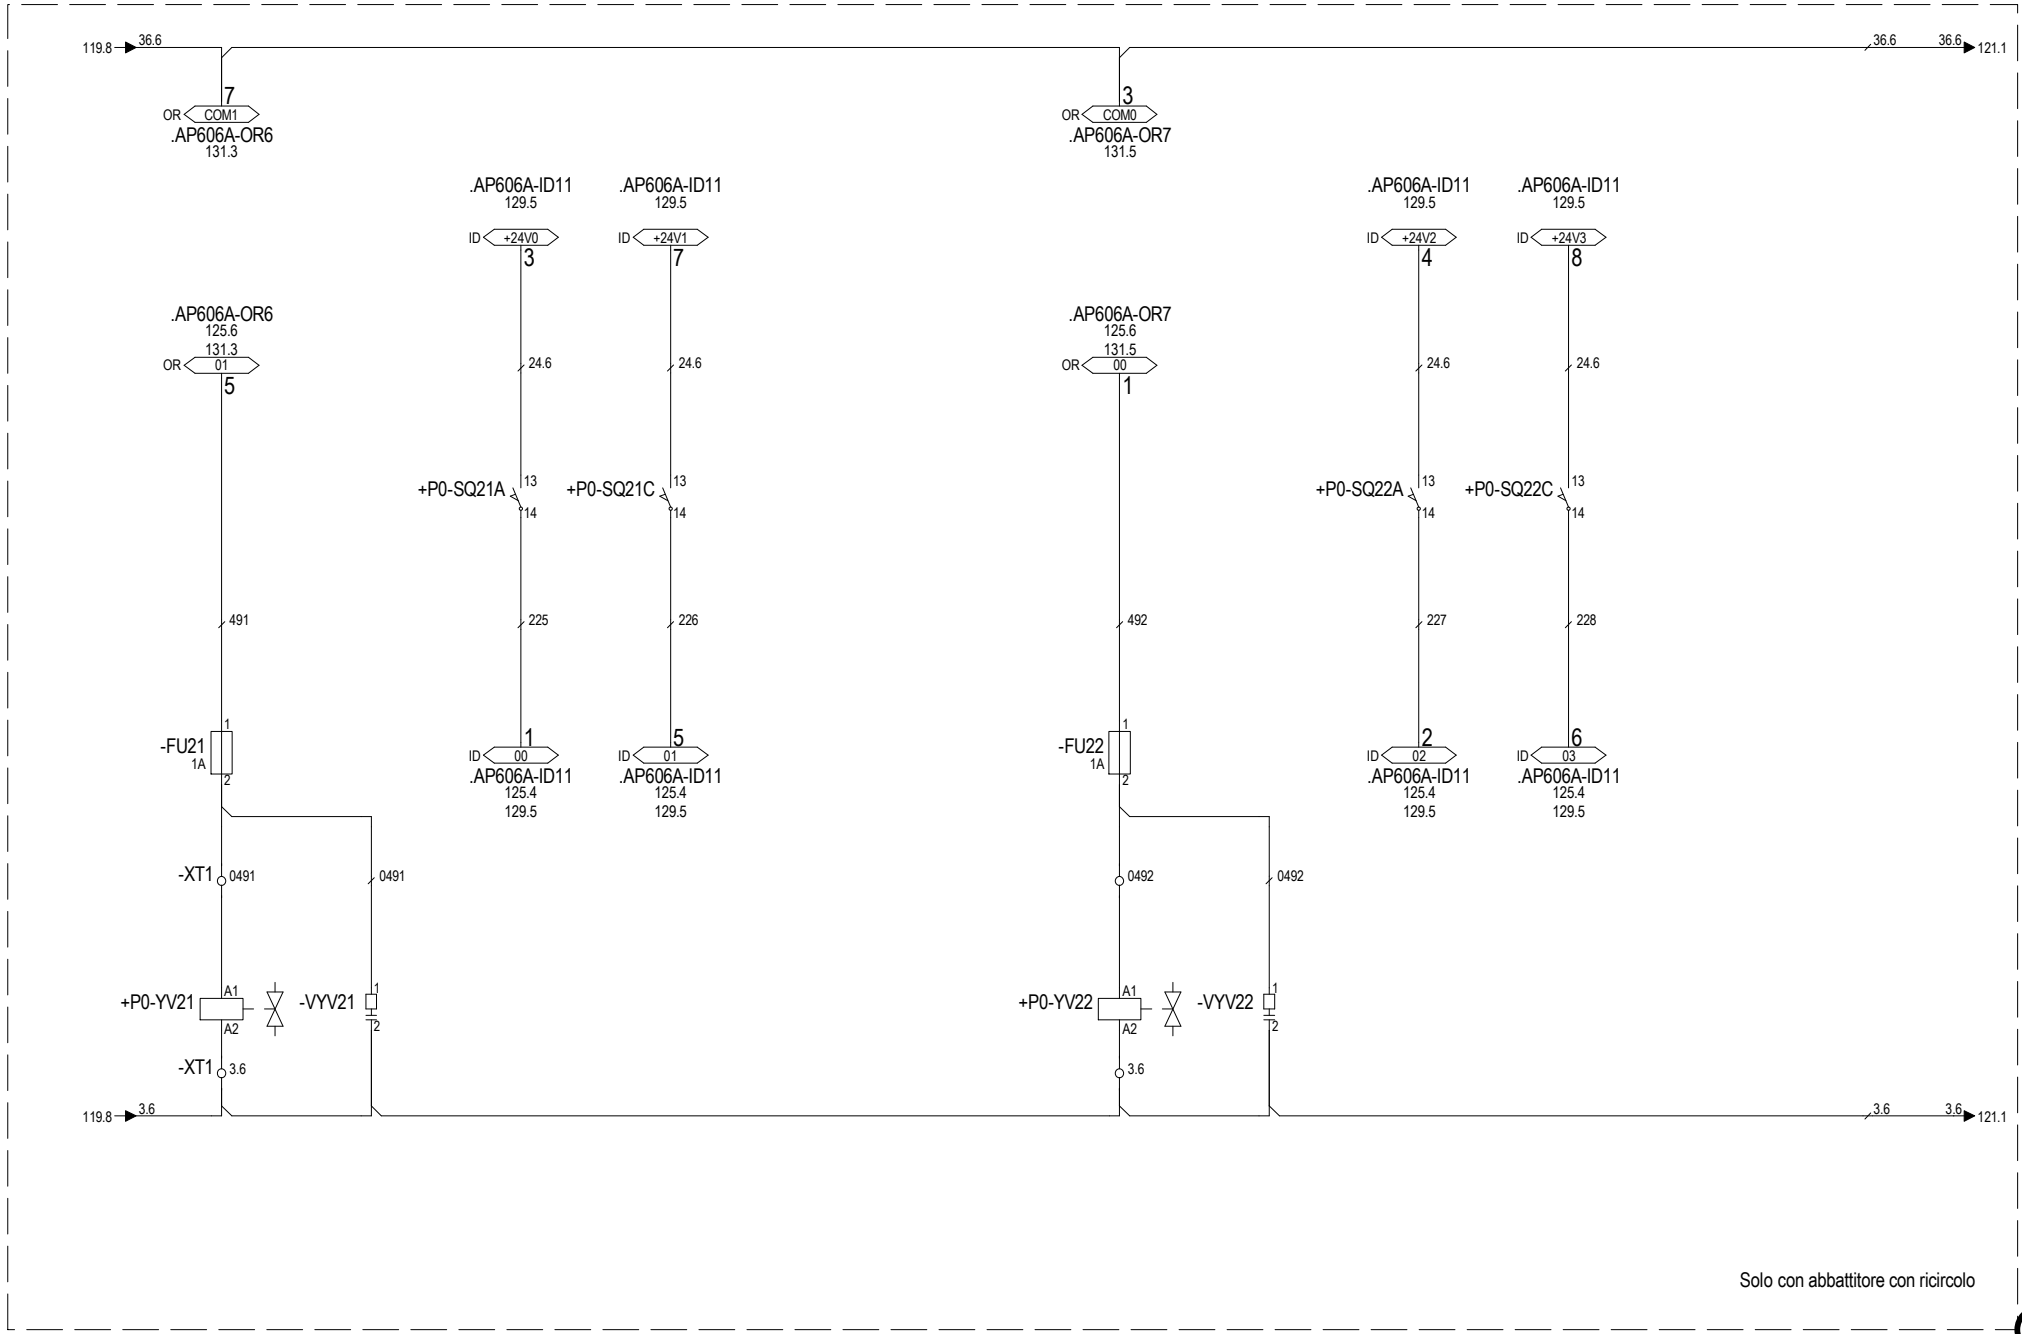 119.8 36.6 36.6 36.6 121.1
7 3
OR COM1 OR COM0
.AP606A-OR6 .AP606A-OR7
131.3 131.5
.AP606A-ID11 .AP606A-ID11 .AP606A-ID11 .AP606A-ID11
129.5 129.5 129.5 129.5
ID +24V0 ID +24V1 ID +24V2 ID +24V3
3 7 4 8
.AP606A-OR6 .AP606A-OR7
125.6 125.6
131.3 131.5
OR 01 24.6 24.6 OR 00 24.6 24.6
5 1
+P0-SQ21A 13 +P0-SQ21C 13 +P0-SQ22A 13 +P0-SQ22C 13
14 14 14 14
491 225 226 492 227 228
1 1 5 1 2 6
-FU21 ID 00 ID 01 -FU22 ID 02 ID 03
1A 1A
2 .AP606A-ID11 .AP606A-ID11 2 .AP606A-ID11 .AP606A-ID11
125.4 125.4 125.4 125.4
129.5 129.5 129.5 129.5
-XT1 0491 0491 0492 0492
A1 1 A1 1
+P0-YV21 -VYV21 +P0-YV22 -VYV22
A2 2 A2 2
-XT1 3.6 3.6
119.8 3.6 3.6 3.6 121.1
Solo con abbattitore con ricircolo